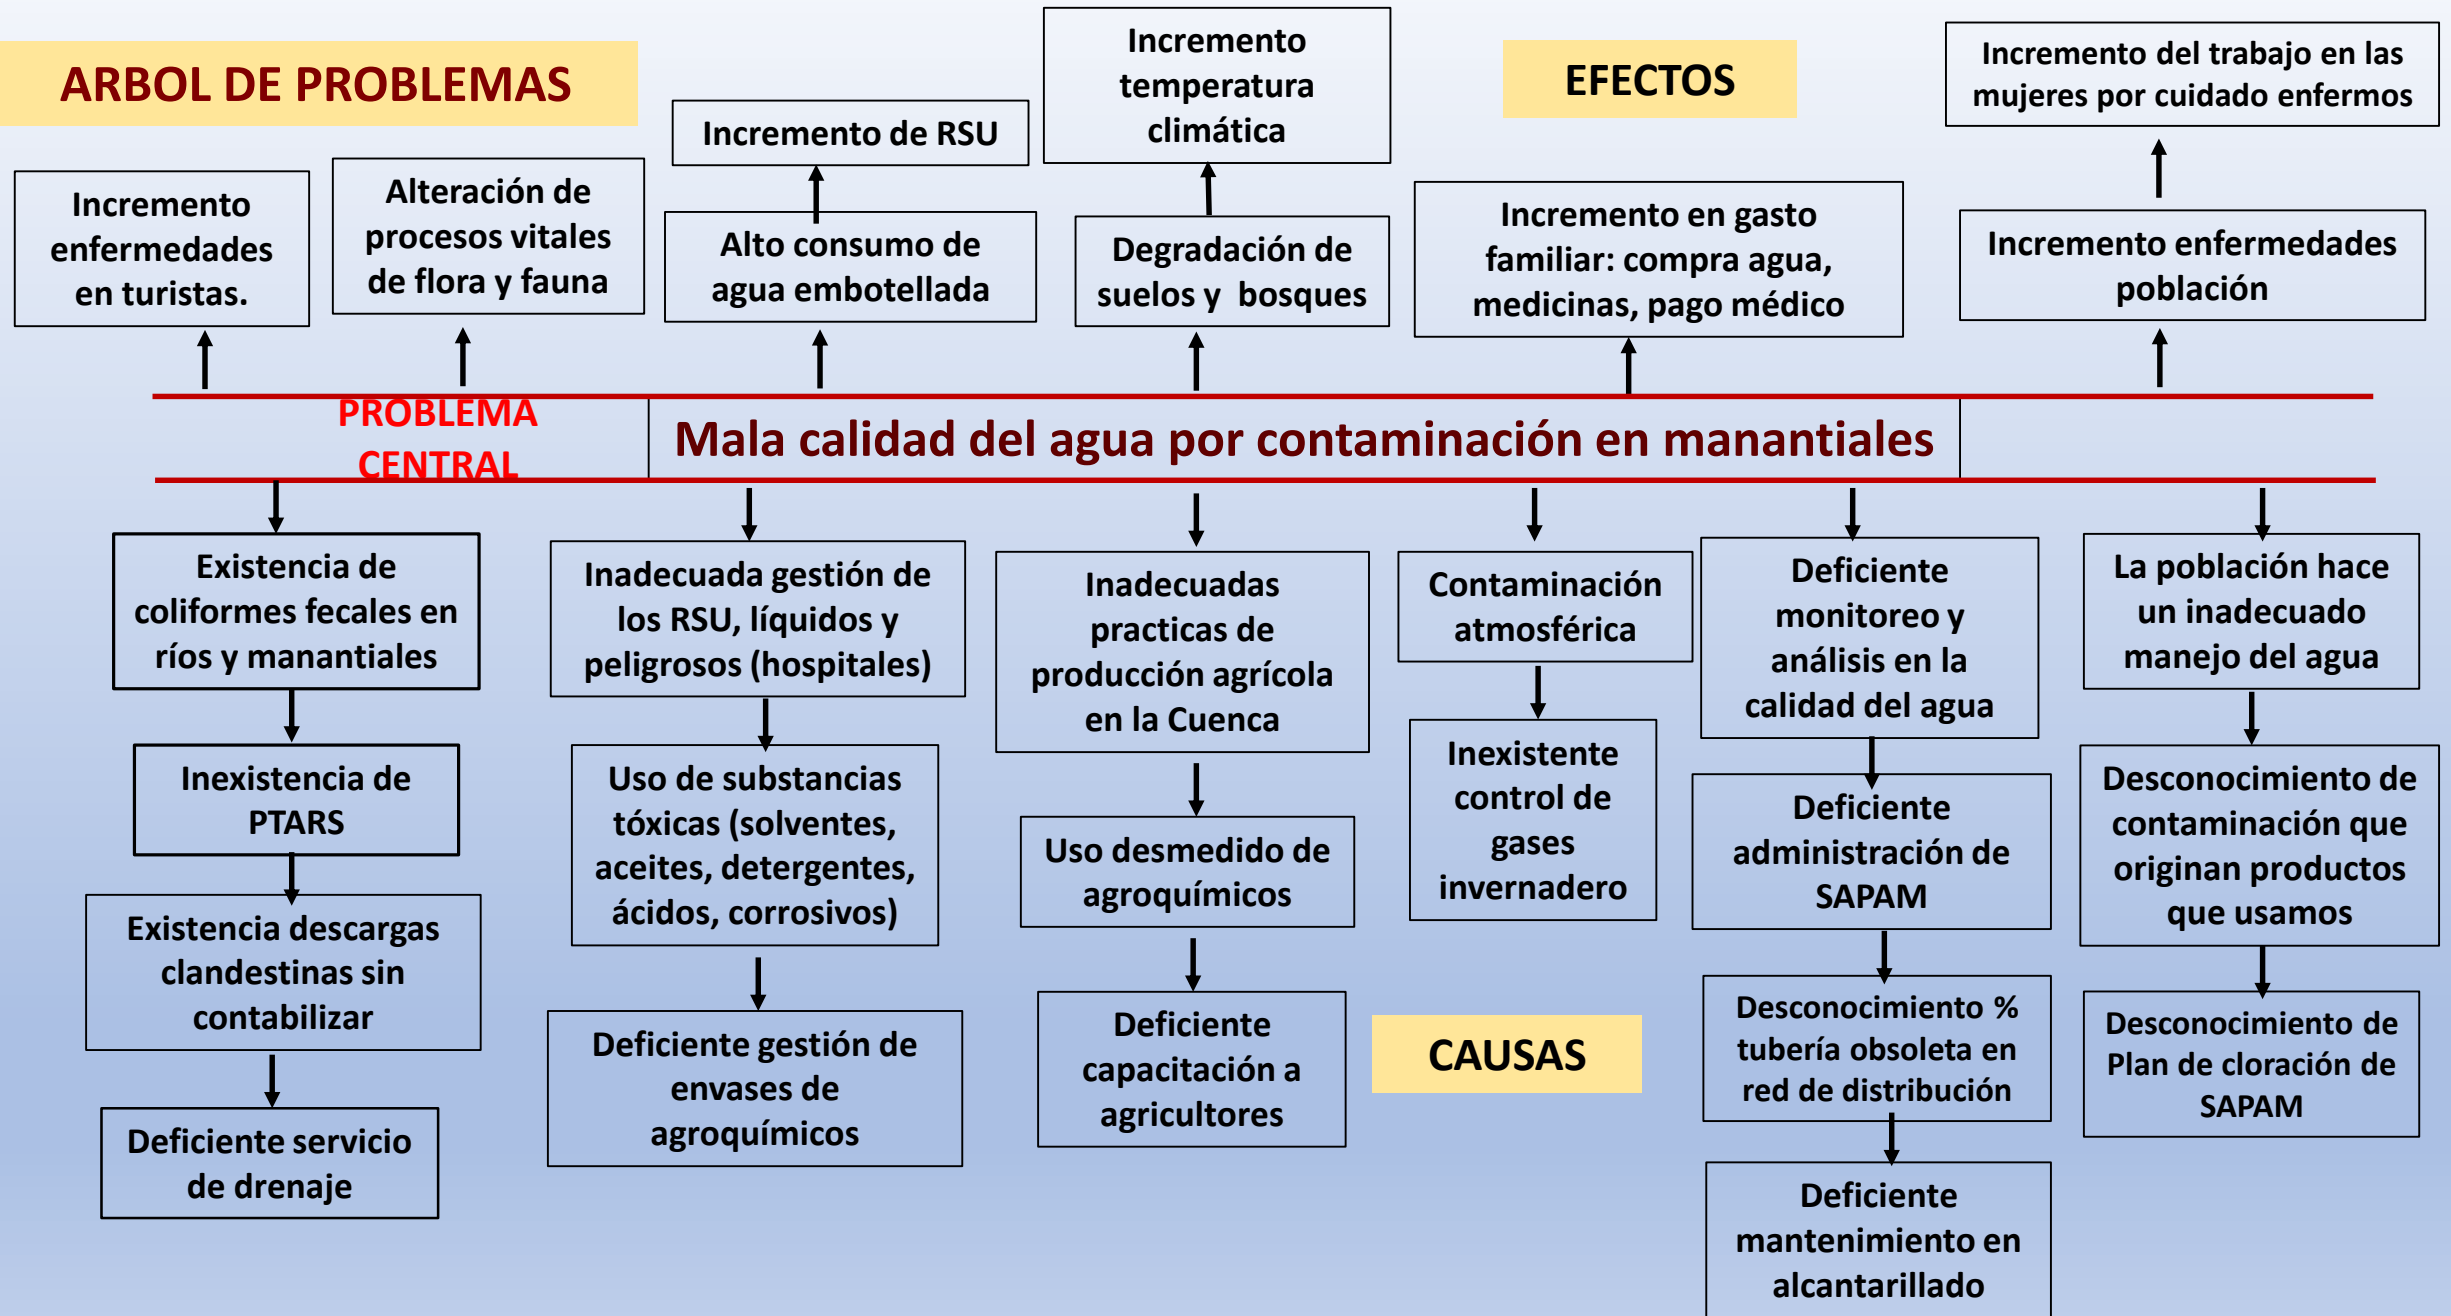 ARBOL DE PROBLEMAS
EFECTOS
Incremento
temperatura
climática
Incremento del trabajo en las
mujeres por cuidado enfermos
Incremento de RSU
Incremento
enfermedades
en turistas.
Alteración de
procesos vitales
de flora y fauna
Alto consumo de
agua embotellada
Degradación de
suelos y bosques
Incremento en gasto
familiar: compra agua,
medicinas, pago médico
Incremento enfermedades
población
PROBLEMA
CENTRAL
Mala calidad del agua por contaminación en manantiales
Existencia de
coliformes fecales en
ríos y manantiales
Inexistencia de
PTARS
Existencia descargas
clandestinas sin
contabilizar
Deficiente servicio
de drenaje
Inadecuada gestión de
los RSU, líquidos y
peligrosos (hospitales)
Uso de substancias
tóxicas (solventes,
aceites, detergentes,
ácidos, corrosivos)
Deficiente gestión de
envases de
agroquímicos
Inadecuadas
practicas de
producción agrícola
en la Cuenca
Uso desmedido de
agroquímicos
Deficiente
capacitación a
agricultores
Contaminación
atmosférica
Inexistente
control de
gases
invernadero
CAUSAS
Deficiente
monitoreo y
análisis en la
calidad del agua
Deficiente
administración de
SAPAM
Desconocimiento %
tubería obsoleta en
red de distribución
Deficiente
mantenimiento en
alcantarillado
La población hace
un inadecuado
manejo del agua
Desconocimiento de
contaminación que
originan productos
que usamos
Desconocimiento de
Plan de cloración de
SAPAM